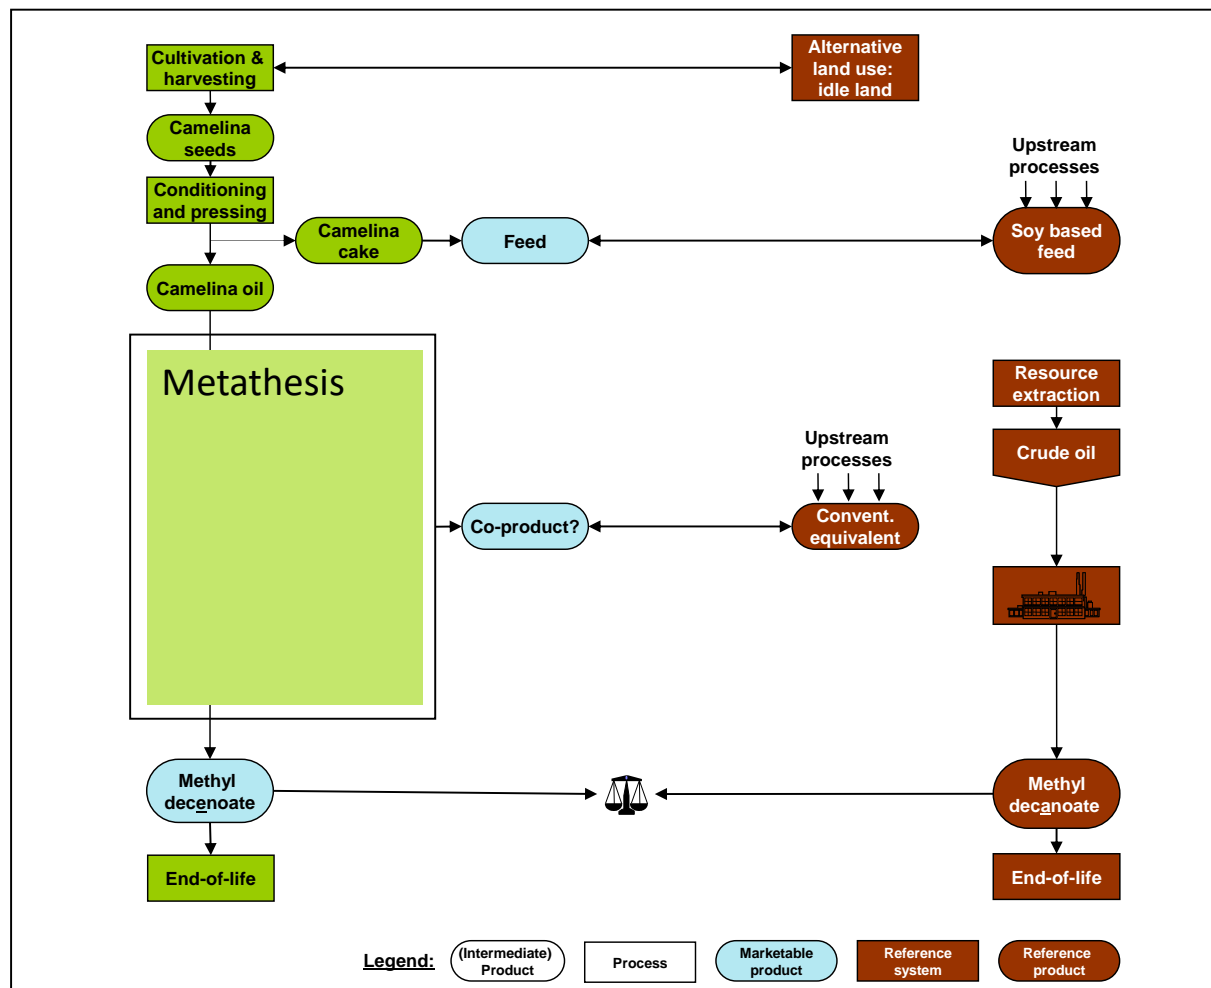 Cultivation &
harvesting
Alternative
land use:
idle land
Camelina
seeds
Upstream
processes
Conditioning
and pressing
Camelina
cake
Feed
Soy based
feed
Camelina oil
Metathesis
Resource
extraction
Crude oil
Upstream
processes
Co-product?
Convent.
equivalent
Methyl
decenoate
Methyl
decanoate
End-of-life
End-of-life
Legend:
(Intermediate)
Product
Process
Marketable
product
Reference
system
Reference
product